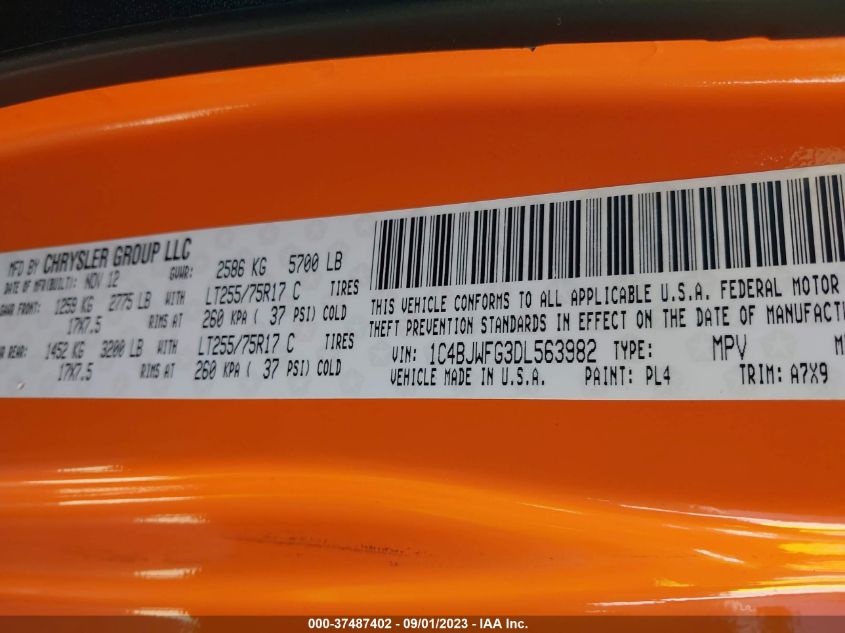 MFD BY CHRYSLER GROUP LLC
DATE OF MFR(BUILT): NOV 12 GVWR: 2586 KG 5700 LB
GAWR FRONT: 1259 KG 2775 LB WITH LT255/75R17 C TIRES
17X7.5 RIMS AT 260 KPA ( 37 PSI) COLD
REAR: 1452 KG 3200 LB WITH LT255/75R17 C TIRES
17X7.5 RIMS AT 260 KPA ( 37 PSI) COLD
THIS VEHICLE CONFORMS TO ALL APPLICABLE U.S.A. FEDERAL MOTOR
THEFT PREVENTION STANDARDS IN EFFECT ON THE DATE OF MANUFAC
VIN: 1C4BJWFG3DL563982 TYPE: MPV
VEHICLE MADE IN U.S.A. PAINT: PL4 TRIM: A7X9
000-37487402 - 09/01/2023 - IAA Inc.